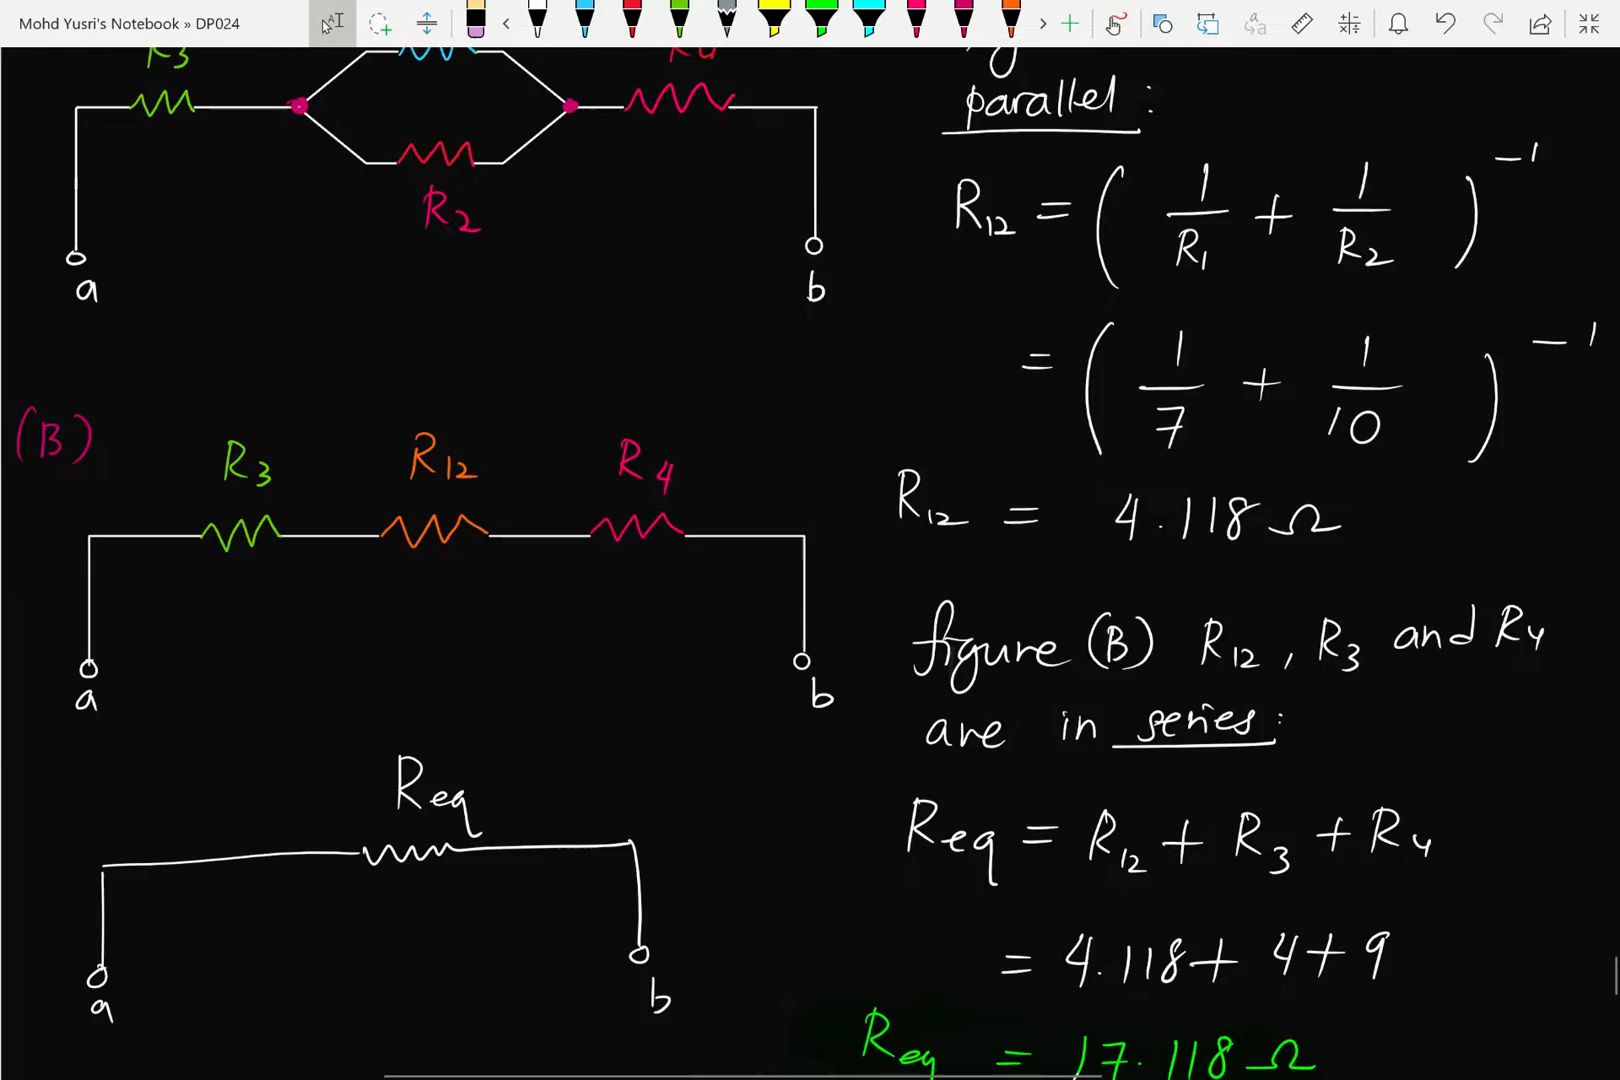 Mohd Yusri's Notebook » DP024
R3
R2
a
b
parallel :
R12 = ( 1/R1 + 1/R2 )^-1
= ( 1/7 + 1/10 )^-1
R12 = 4.118 Ω
(B)
R3 R12 R4
a
b
figure (B) R12, R3 and R4
are in series:
Req
a
b
Req = R12 + R3 + R4
= 4.118 + 4 + 9
Req = 17.118 Ω